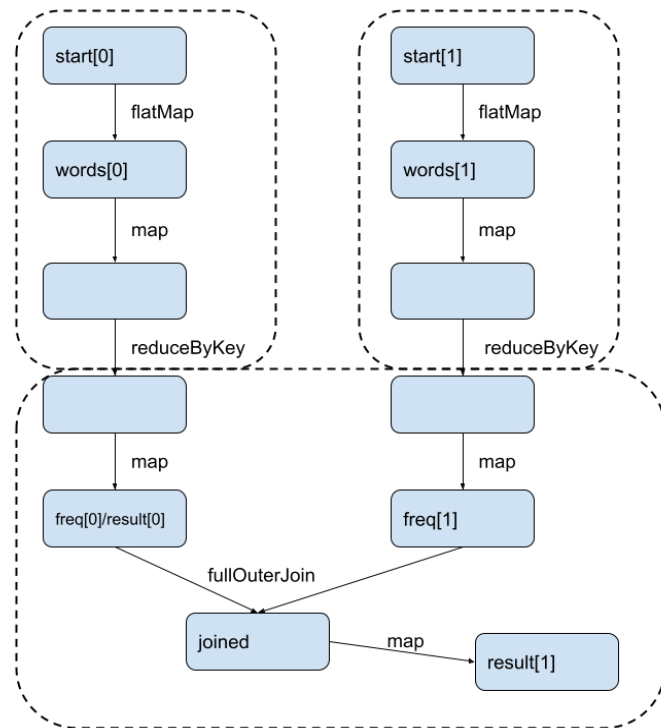 start[0]
start[1]
flatMap
flatMap
words[0]
words[1]
map
map
reduceByKey
reduceByKey
map
map
freq[0]/result[0]
freq[1]
fullOuterJoin
joined
map
result[1]